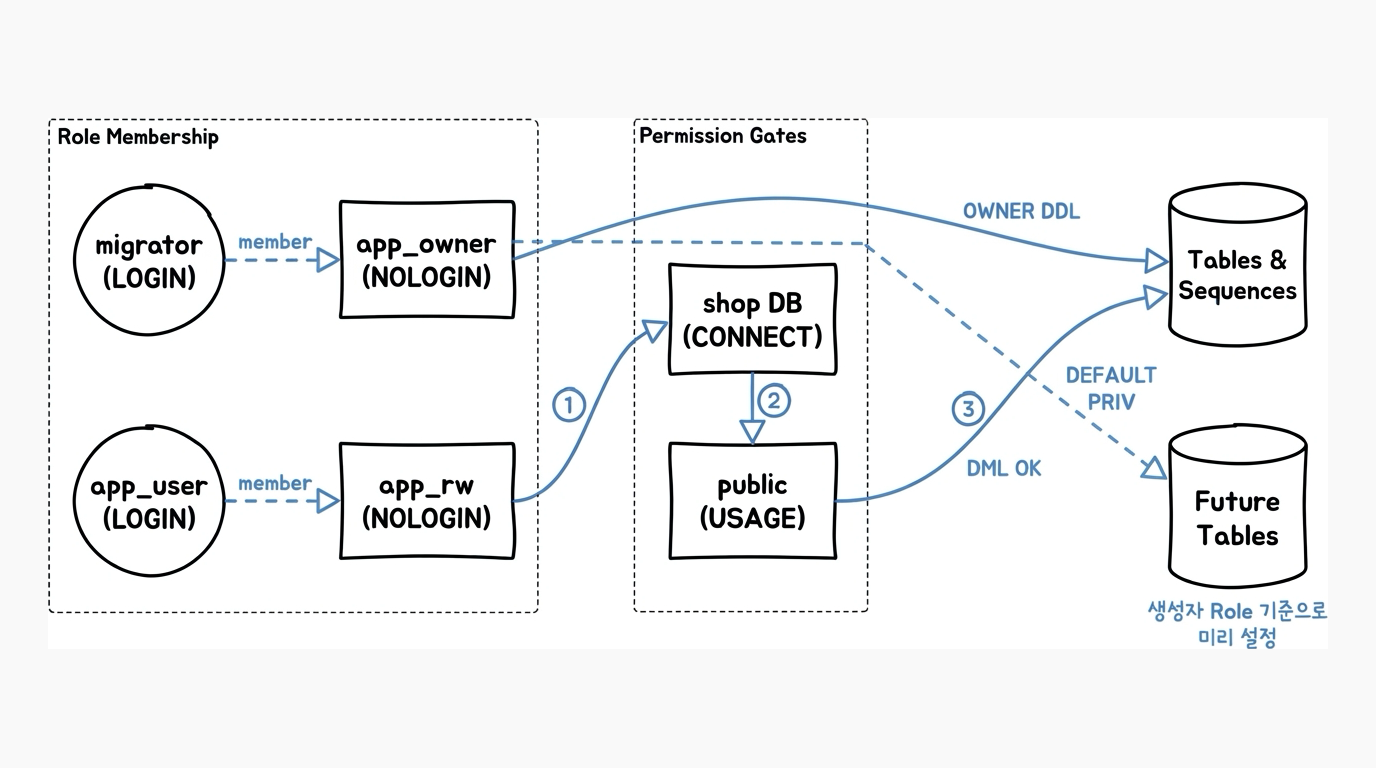 Role Membership
Permission Gates
migrator
(LOGIN)
member
app_owner
(NOLOGIN)
OWNER DDL
Tables &
Sequences
shop DB
(CONNECT)
1
2
3
DEFAULT
PRIV
app_user
(LOGIN)
member
app_rw
(NOLOGIN)
public
(USAGE)
DML OK
Future
Tables
생성자 Role 기준으로
미리 설정